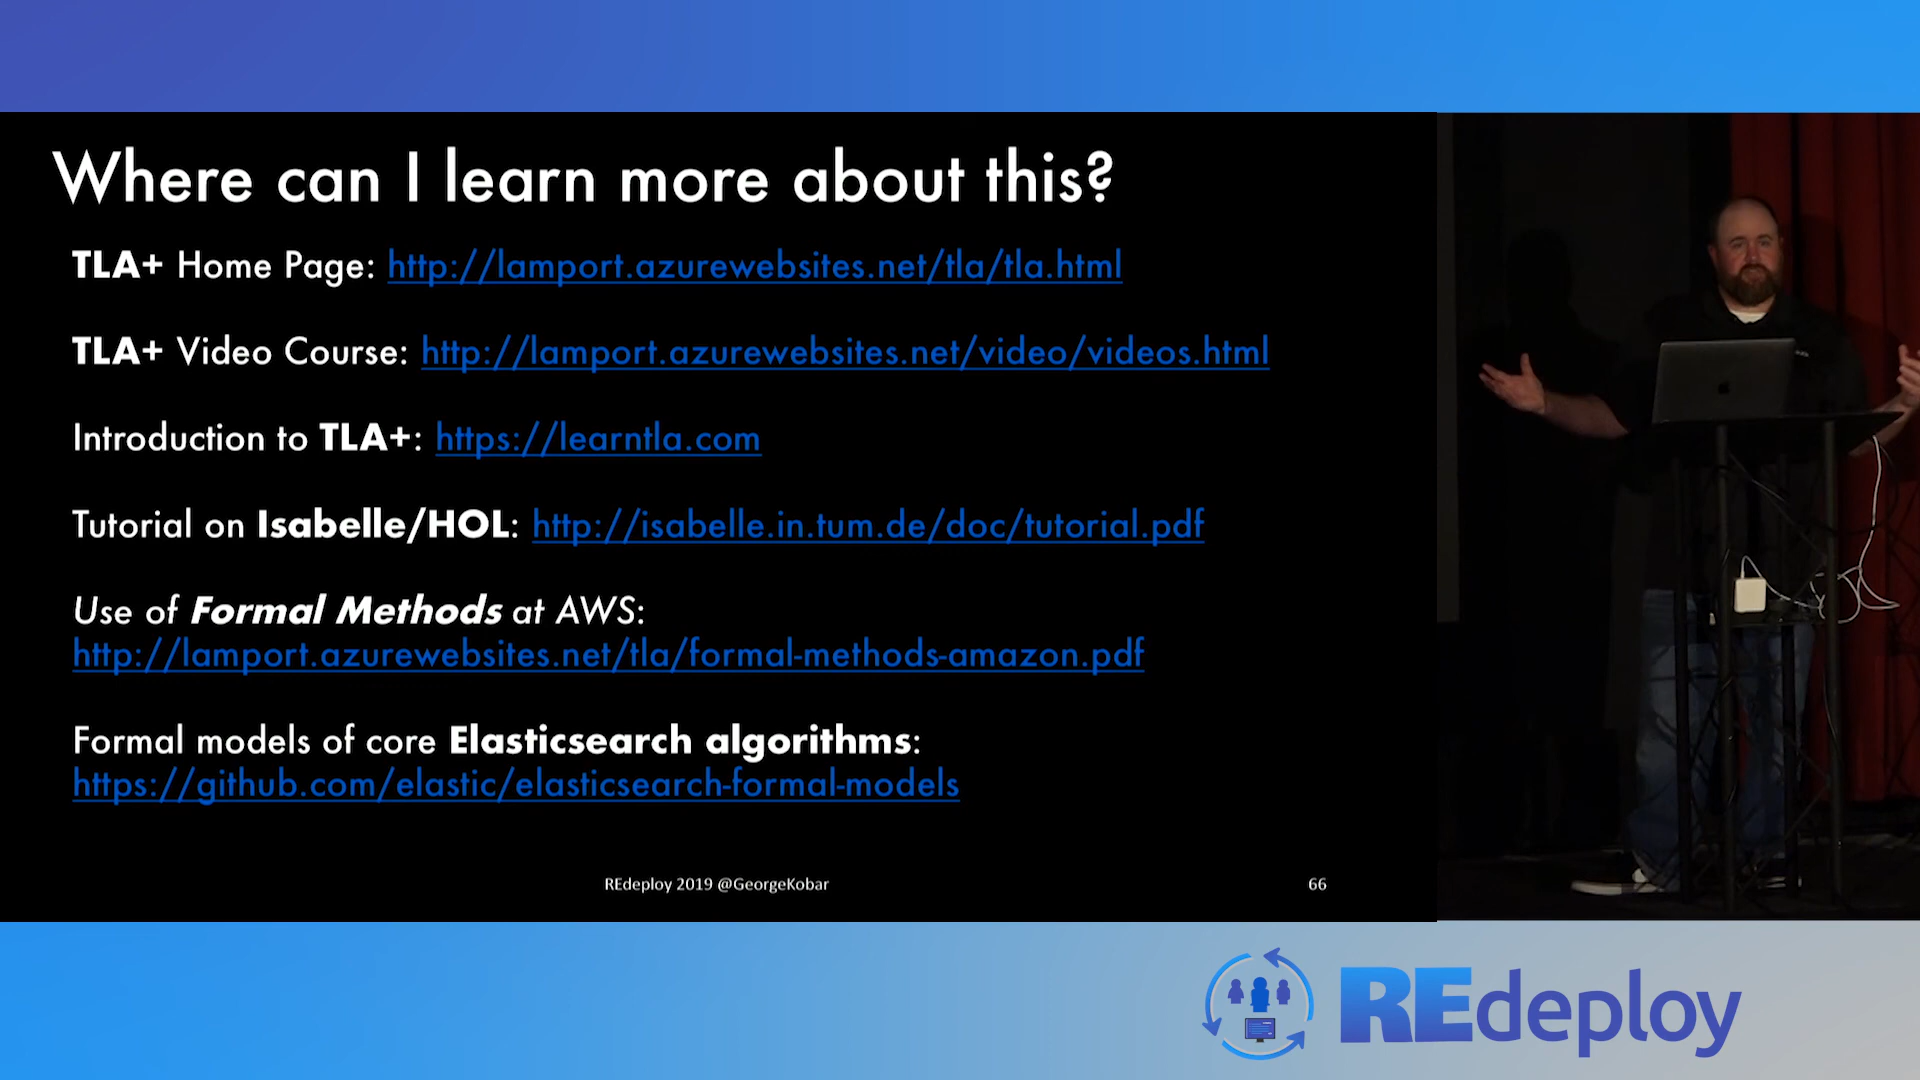 Where can I learn more about this?
TLA+ Home Page: http://lamport.azurewebsites.net/tla/tla.html
TLA+ Video Course: http://lamport.azurewebsites.net/video/videos.html
Introduction to TLA+: https://learntla.com
Tutorial on Isabelle/HOL: http://isabelle.in.tum.de/doc/tutorial.pdf
Use of Formal Methods at AWS:
http://lamport.azurewebsites.net/tla/formal-methods-amazon.pdf
Formal models of core Elasticsearch algorithms:
https://github.com/elastic/elasticsearch-formal-models
REdeploy 2019 @GeorgeKobar
66
REdeploy